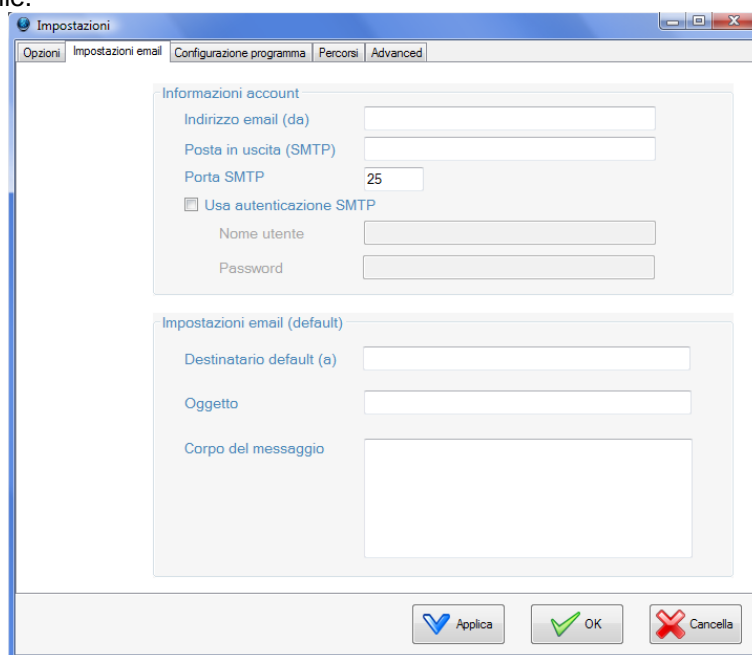 Impostazioni
Opzioni Impostazioni email Configurazione programma Percorsi Advanced
Informazioni account
Indirizzo email (da)
Posta in uscita (SMTP)
Porta SMTP 25
Usa autenticazione SMTP
Nome utente
Password
Impostazioni email (default)
Destinatario default (a)
Oggetto
Corpo del messaggio
Applica OK Cancella